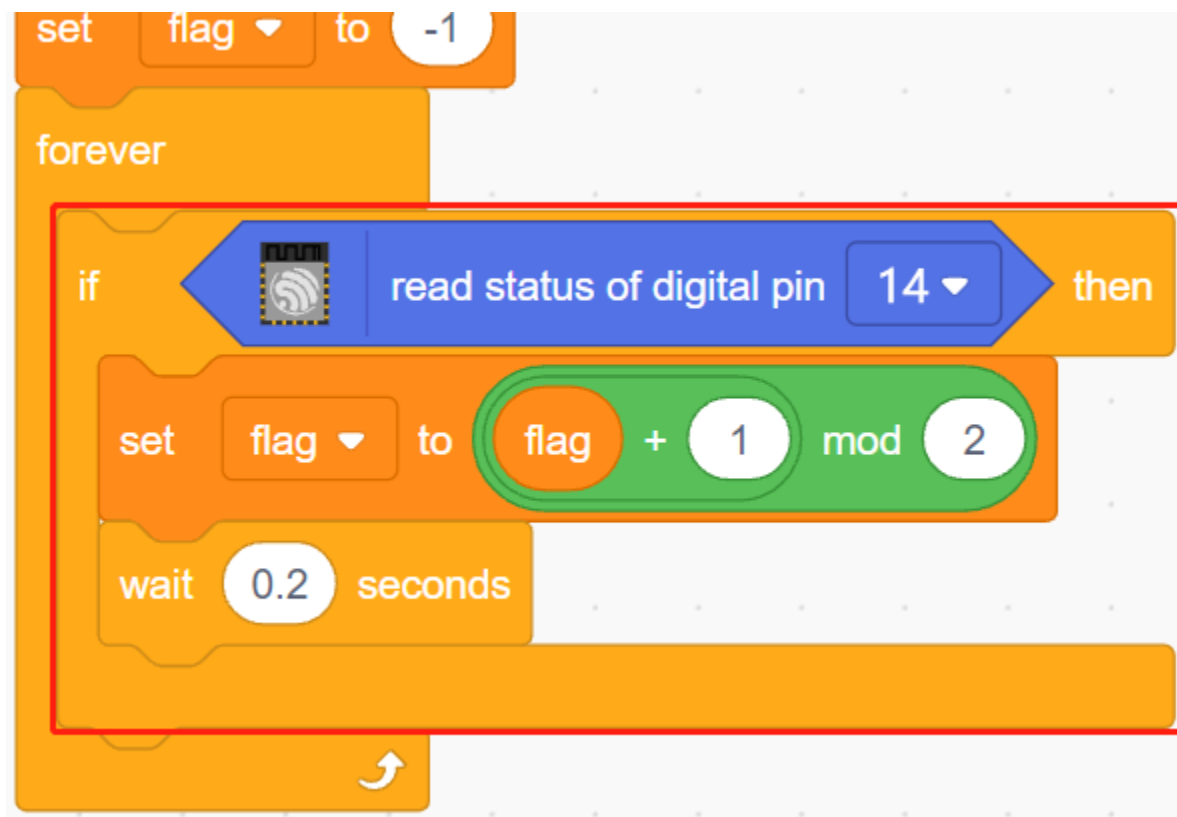 set flag to -1
forever
if read status of digital pin 14 then
set flag to flag + 1 mod 2
wait 0.2 seconds